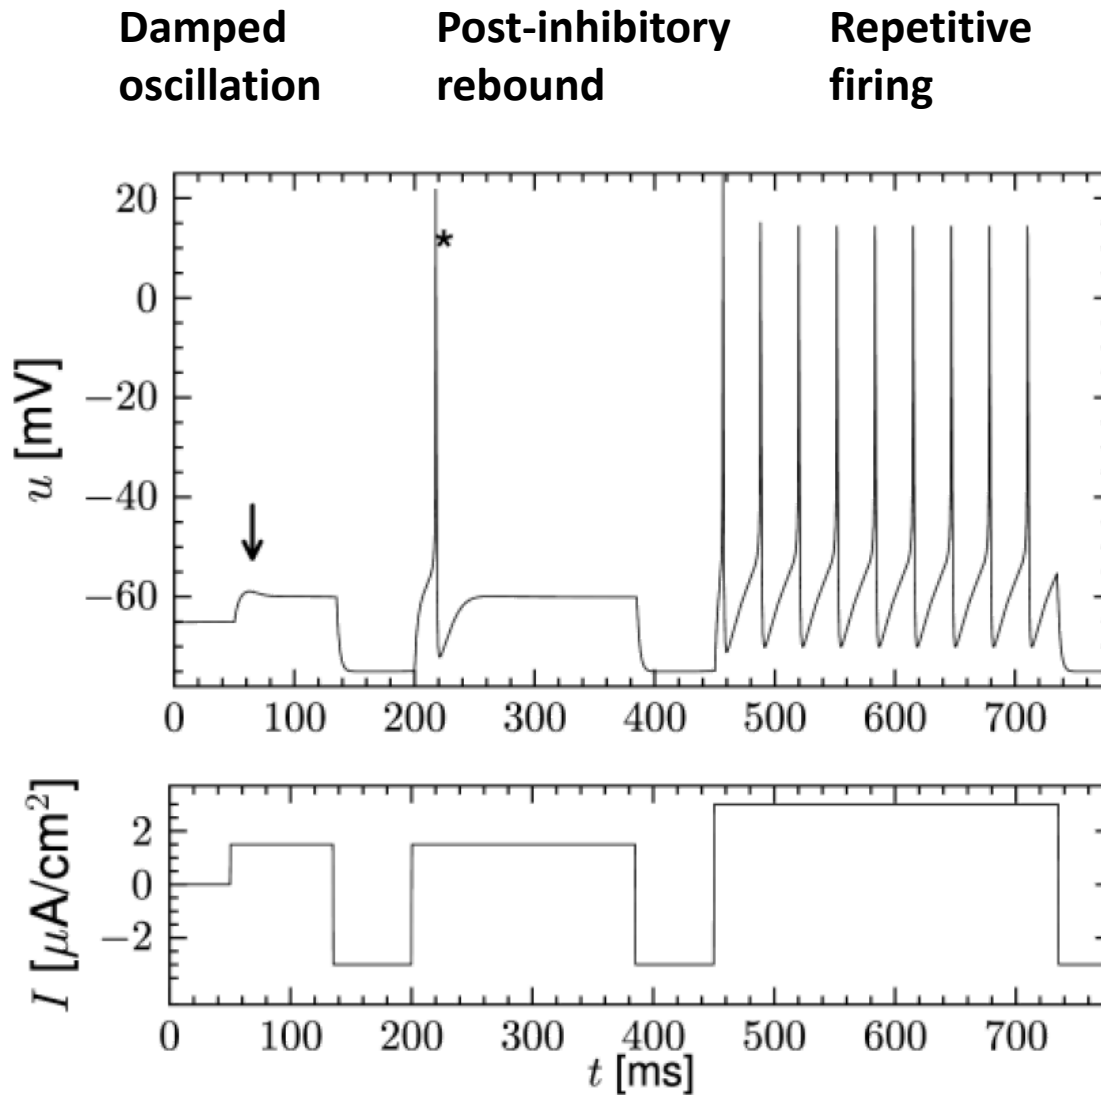 Damped Post-inhibitory Repetitive
oscillation rebound firing
20
0
−20
−40
−60
u [mV]
*
0 100 200 300 400 500 600 700
2
0
−2
I [μA/cm²]
0 100 200 300 400 500 600 700
t [ms]